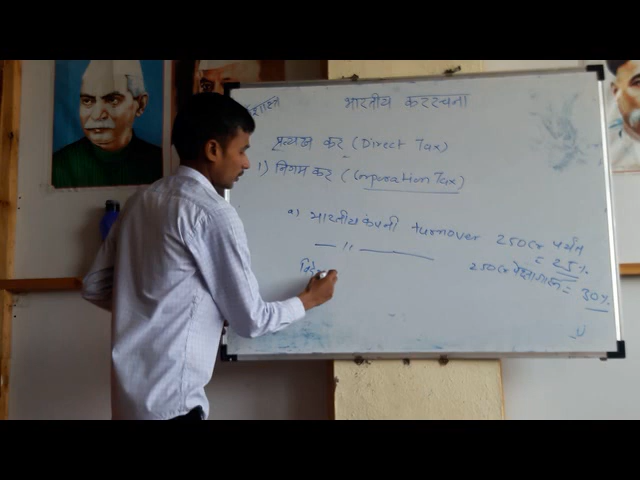 भारतीय कररचना
प्रत्यक्ष कर (Direct Tax)
1) निगम कर (Corporation Tax)
a) भारतीय कंपनी turnover 250Cr पर्यंत = 25%
— 〃 — 250Cr = 30%